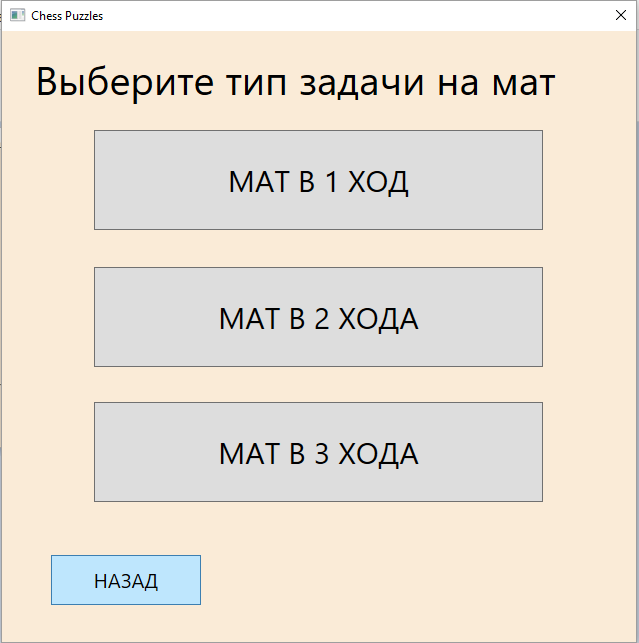 Chess Puzzles
Выберите тип задачи на мат
МАТ В 1 ХОД
МАТ В 2 ХОДА
МАТ В 3 ХОДА
НАЗАД